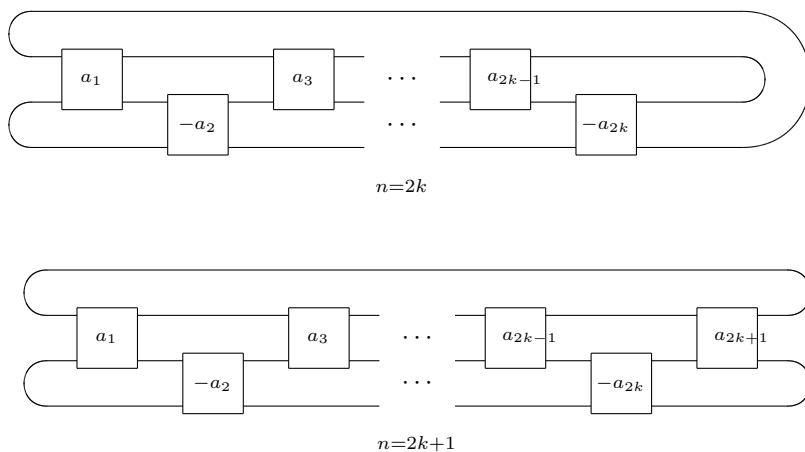 a₁ a₃ ⋯ a₂ₖ₋₁
−a₂ ⋯ −a₂ₖ
n=2k
a₁ a₃ ⋯ a₂ₖ₋₁ a₂ₖ₊₁
−a₂ ⋯ −a₂ₖ
n=2k+1